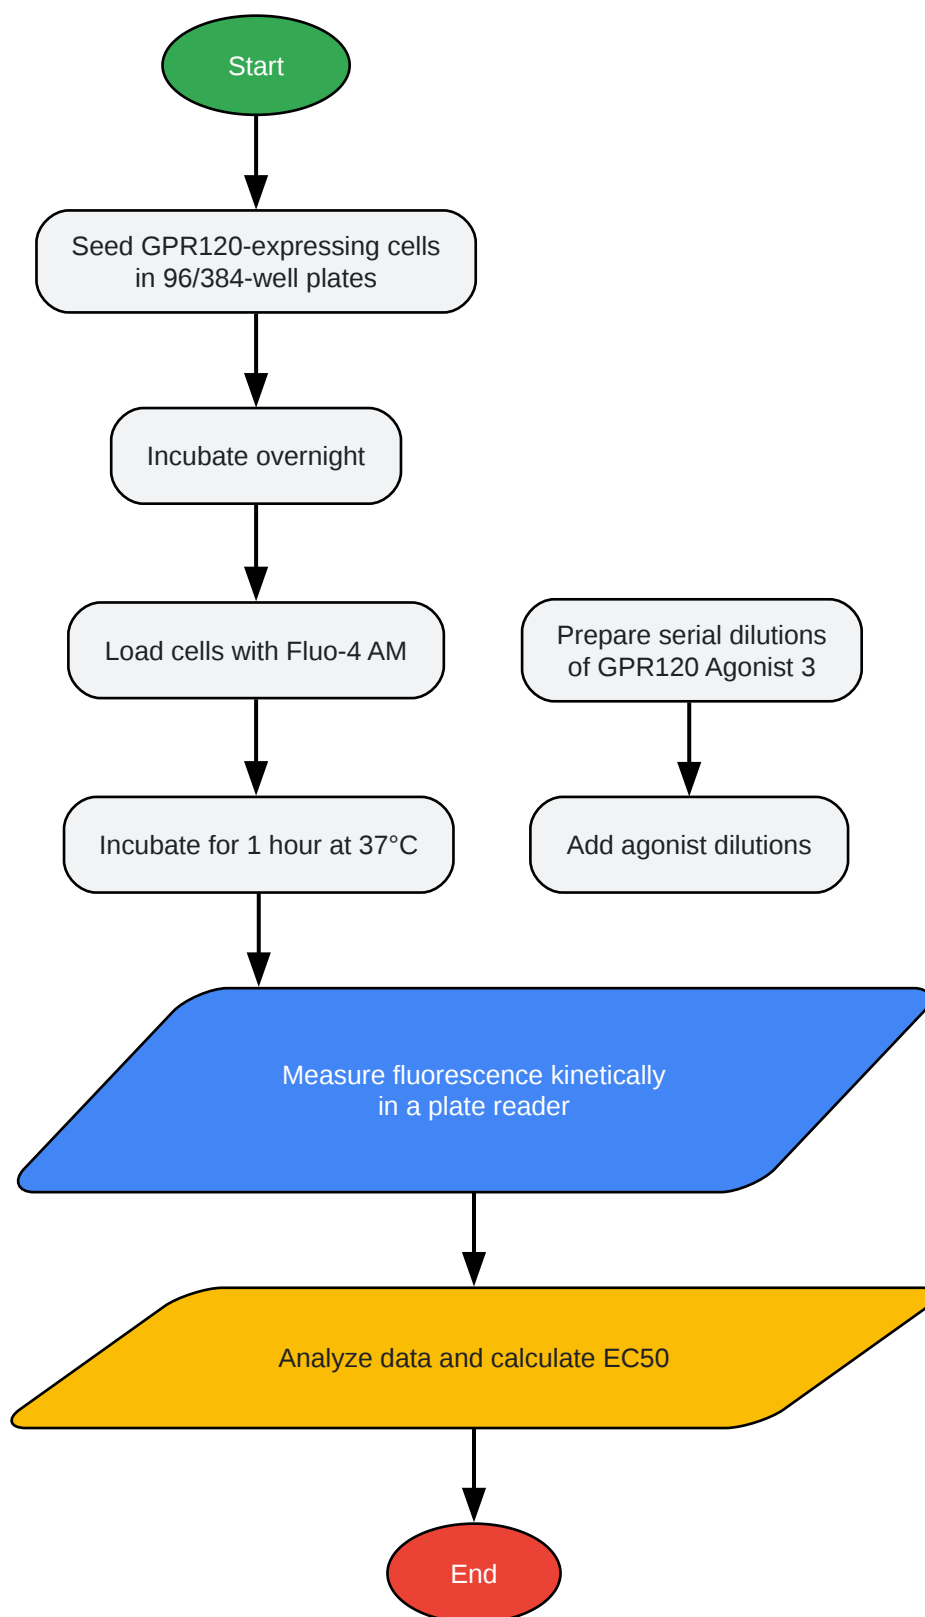 Start
Seed GPR120-expressing cells
in 96/384-well plates
Incubate overnight
Load cells with Fluo-4 AM
Prepare serial dilutions
of GPR120 Agonist 3
Incubate for 1 hour at 37°C
Add agonist dilutions
Measure fluorescence kinetically
in a plate reader
Analyze data and calculate EC50
End